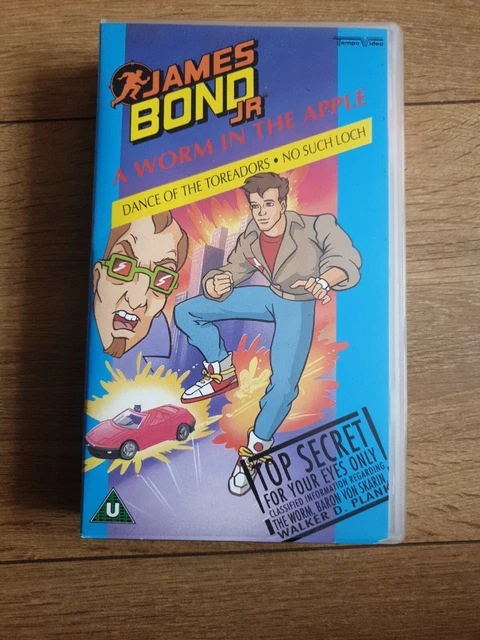 Tempo Video
JAMES
BOND
JR
A WORM IN THE APPLE
DANCE OF THE TOREADORS • NO SUCH LOCH
TOP SECRET
FOR YOUR EYES ONLY
CLASSIFIED INFORMATION REGARDING
THE WORM, BARON VON SKARIN,
WALKER D. PLANK
U